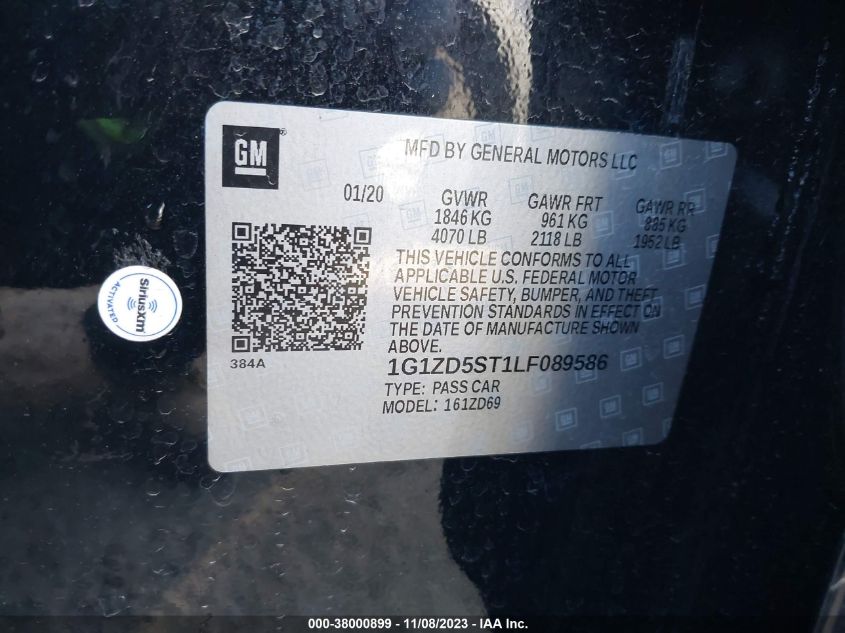 GM
MFD BY GENERAL MOTORS LLC
01/20
GVWR GAWR FRT GAWR RR
1846 KG 961 KG 885 KG
4070 LB 2118 LB 1952 LB
THIS VEHICLE CONFORMS TO ALL
APPLICABLE U.S. FEDERAL MOTOR
VEHICLE SAFETY, BUMPER, AND THEFT
PREVENTION STANDARDS IN EFFECT ON
THE DATE OF MANUFACTURE SHOWN
ABOVE.
384A
1G1ZD5ST1LF089586
TYPE: PASS CAR
MODEL: 161ZD69
ACTIVATED
SiriusXm
000-38000899 - 11/08/2023 - IAA Inc.